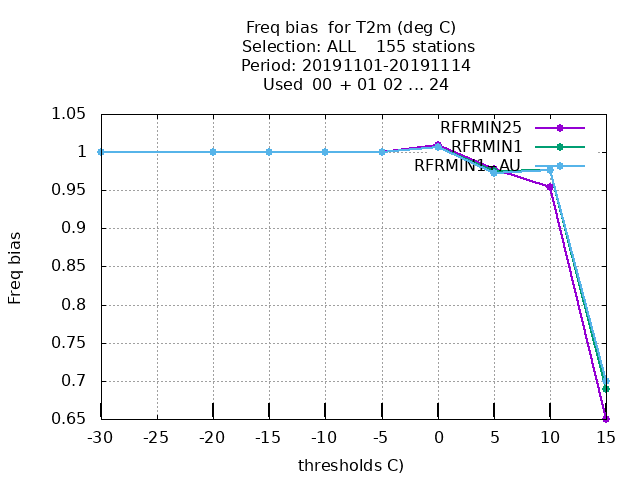 Freq bias for T2m (deg C)
Selection: ALL 155 stations
Period: 20191101-20191114
Used 00 + 01 02 ... 24
RFRMIN25
RFRMIN1
RFRMIN1_AU
1.05
1
0.95
0.9
0.85
0.8
0.75
0.7
0.65
Freq bias
-30 -25 -20 -15 -10 -5 0 5 10 15
thresholds C)